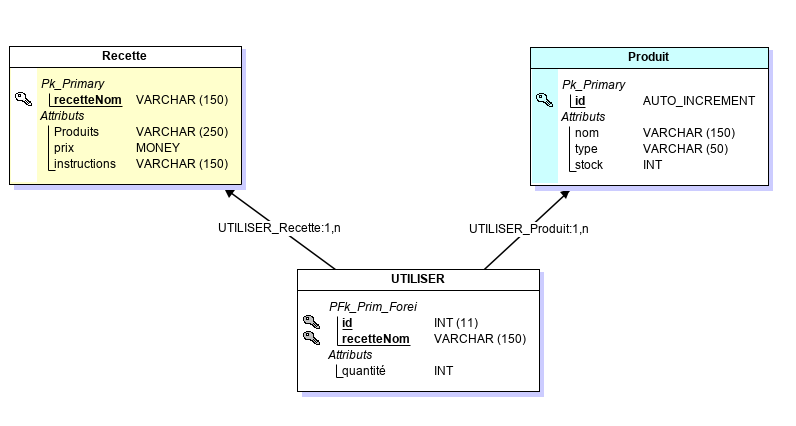 Recette
Pk_Primary
recetteNom VARCHAR (150)
Attributs
Produits VARCHAR (250)
prix MONEY
instructions VARCHAR (150)
Produit
Pk_Primary
id AUTO_INCREMENT
Attributs
nom VARCHAR (150)
type VARCHAR (50)
stock INT
UTILISER_Recette:1,n
UTILISER_Produit:1,n
UTILISER
PFk_Prim_Forei
id INT (11)
recetteNom VARCHAR (150)
Attributs
quantité INT